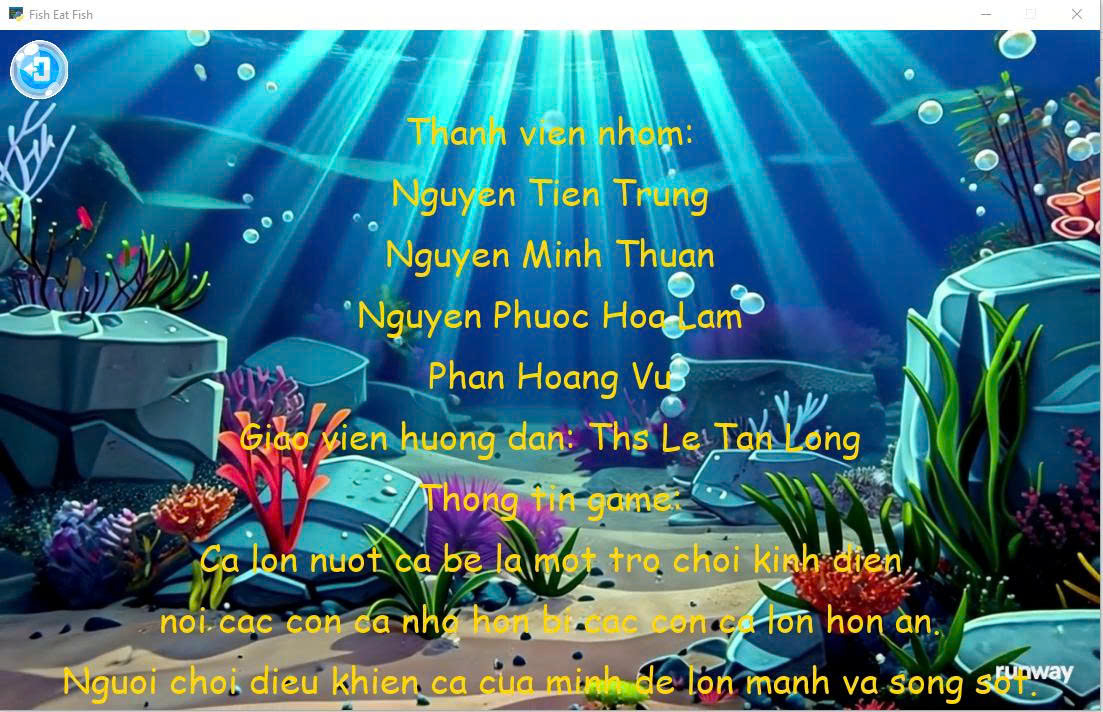 Fish Eat Fish
Thanh vien nhom:
Nguyen Tien Trung
Nguyen Minh Thuan
Nguyen Phuoc Hoa Lam
Phan Hoang Vu
Giao vien huong dan: Ths Le Tan Long
Thong tin game:
Ca lon nuot ca be la mot tro choi kinh dien
noi cac con ca nho hon bi cac con ca lon hon an.
Nguoi choi dieu khien ca cua minh de lon manh va song sot.
runway